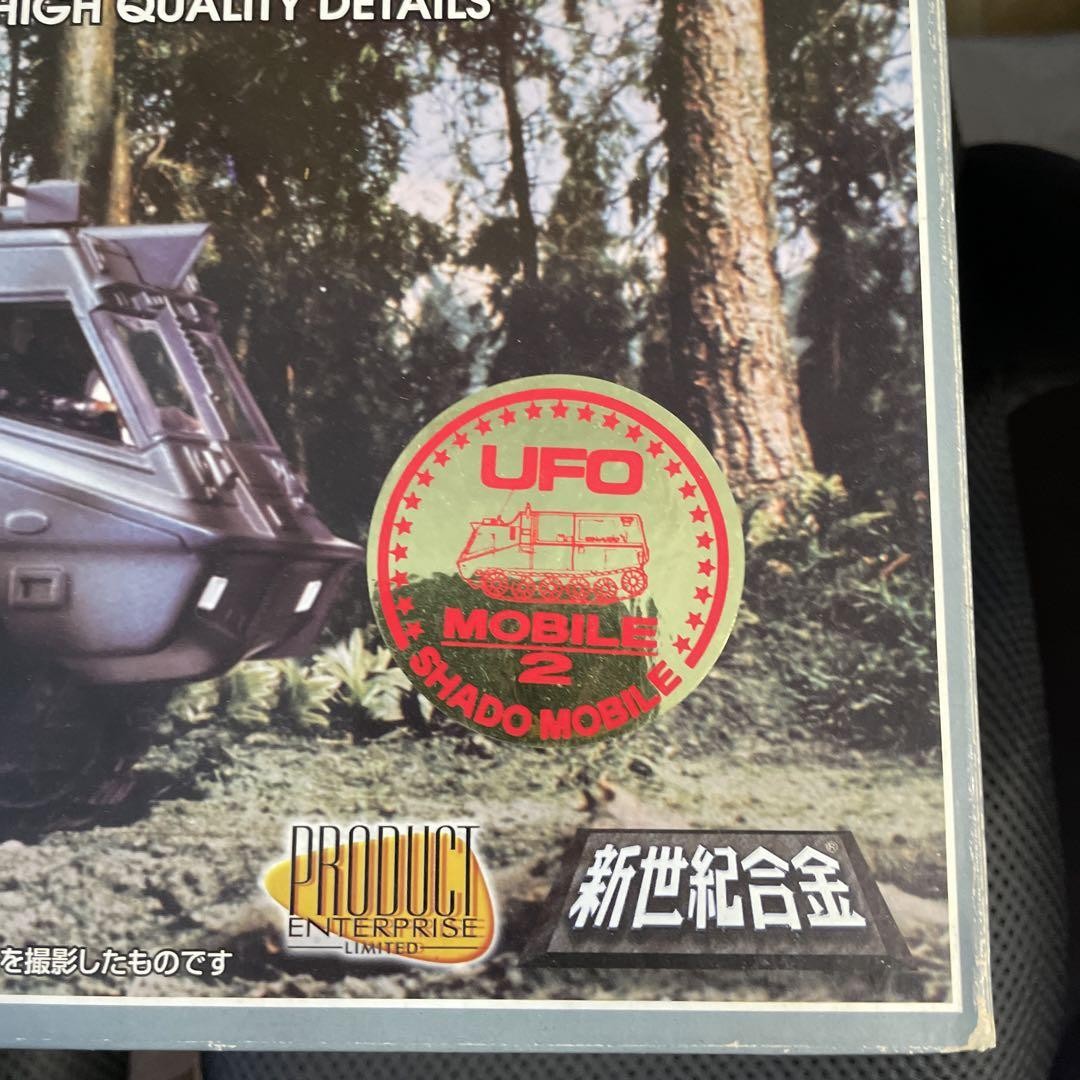 HIGH QUALITY DETAILS
UFO
MOBILE
2
SHADO MOBILE
PRODUCT
ENTERPRISE
LIMITED
新世紀合金®
を撮影したものです